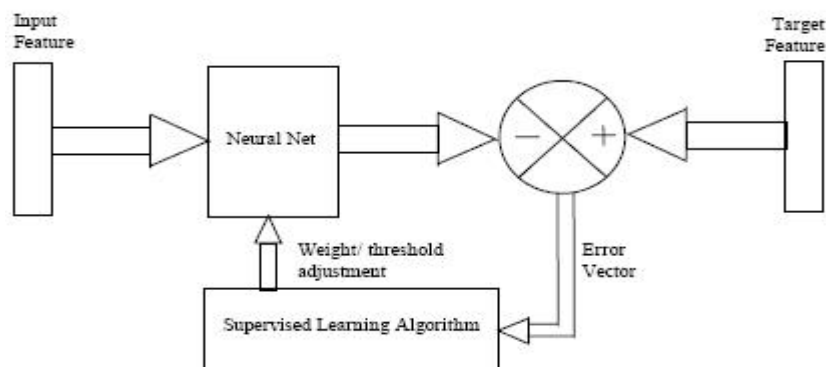 Input
Feature
Target
Feature
Neural Net
−
+
Weight/ threshold
adjustment
Error
Vector
Supervised Learning Algorithm